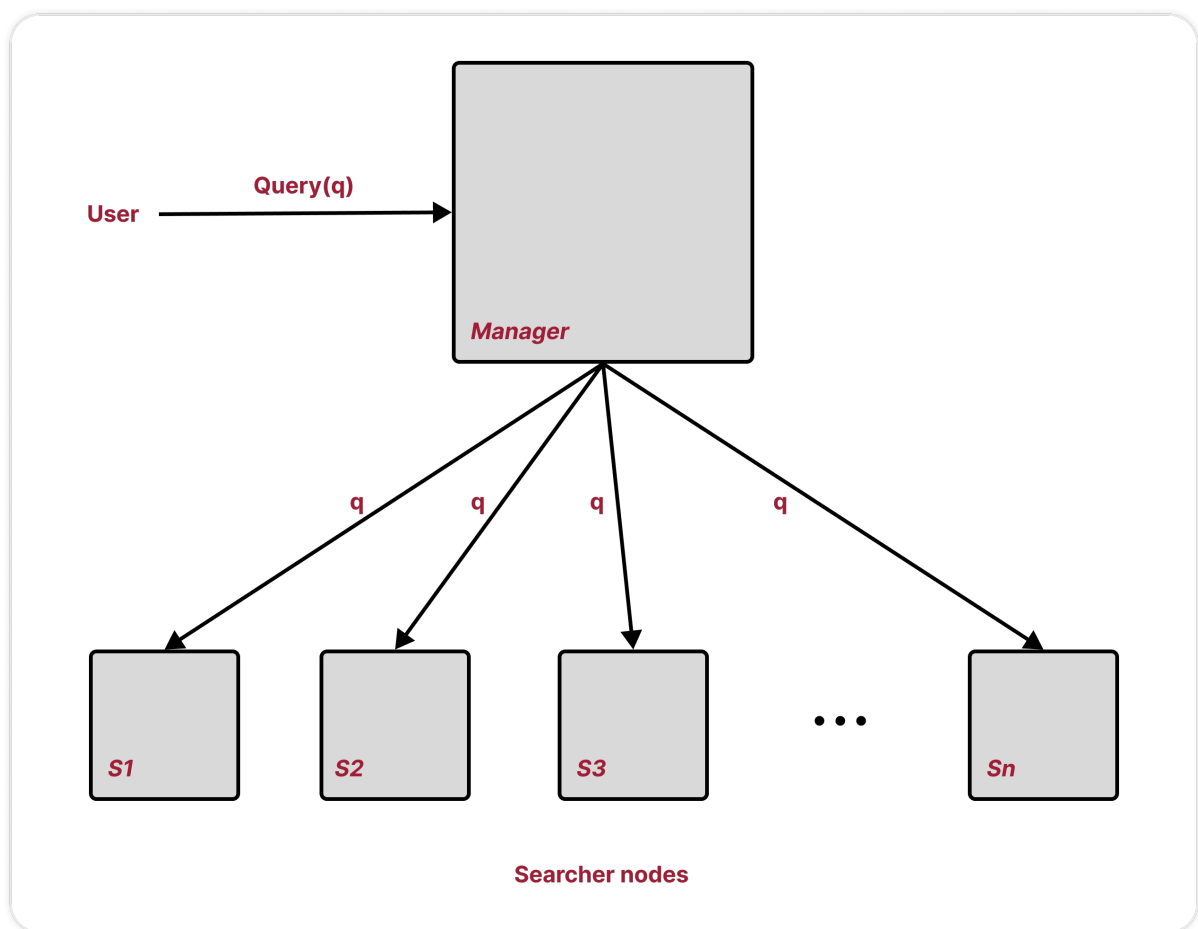 Query(q)
User
Manager
q
q
q
q
S1
S2
S3
Sn
Searcher nodes